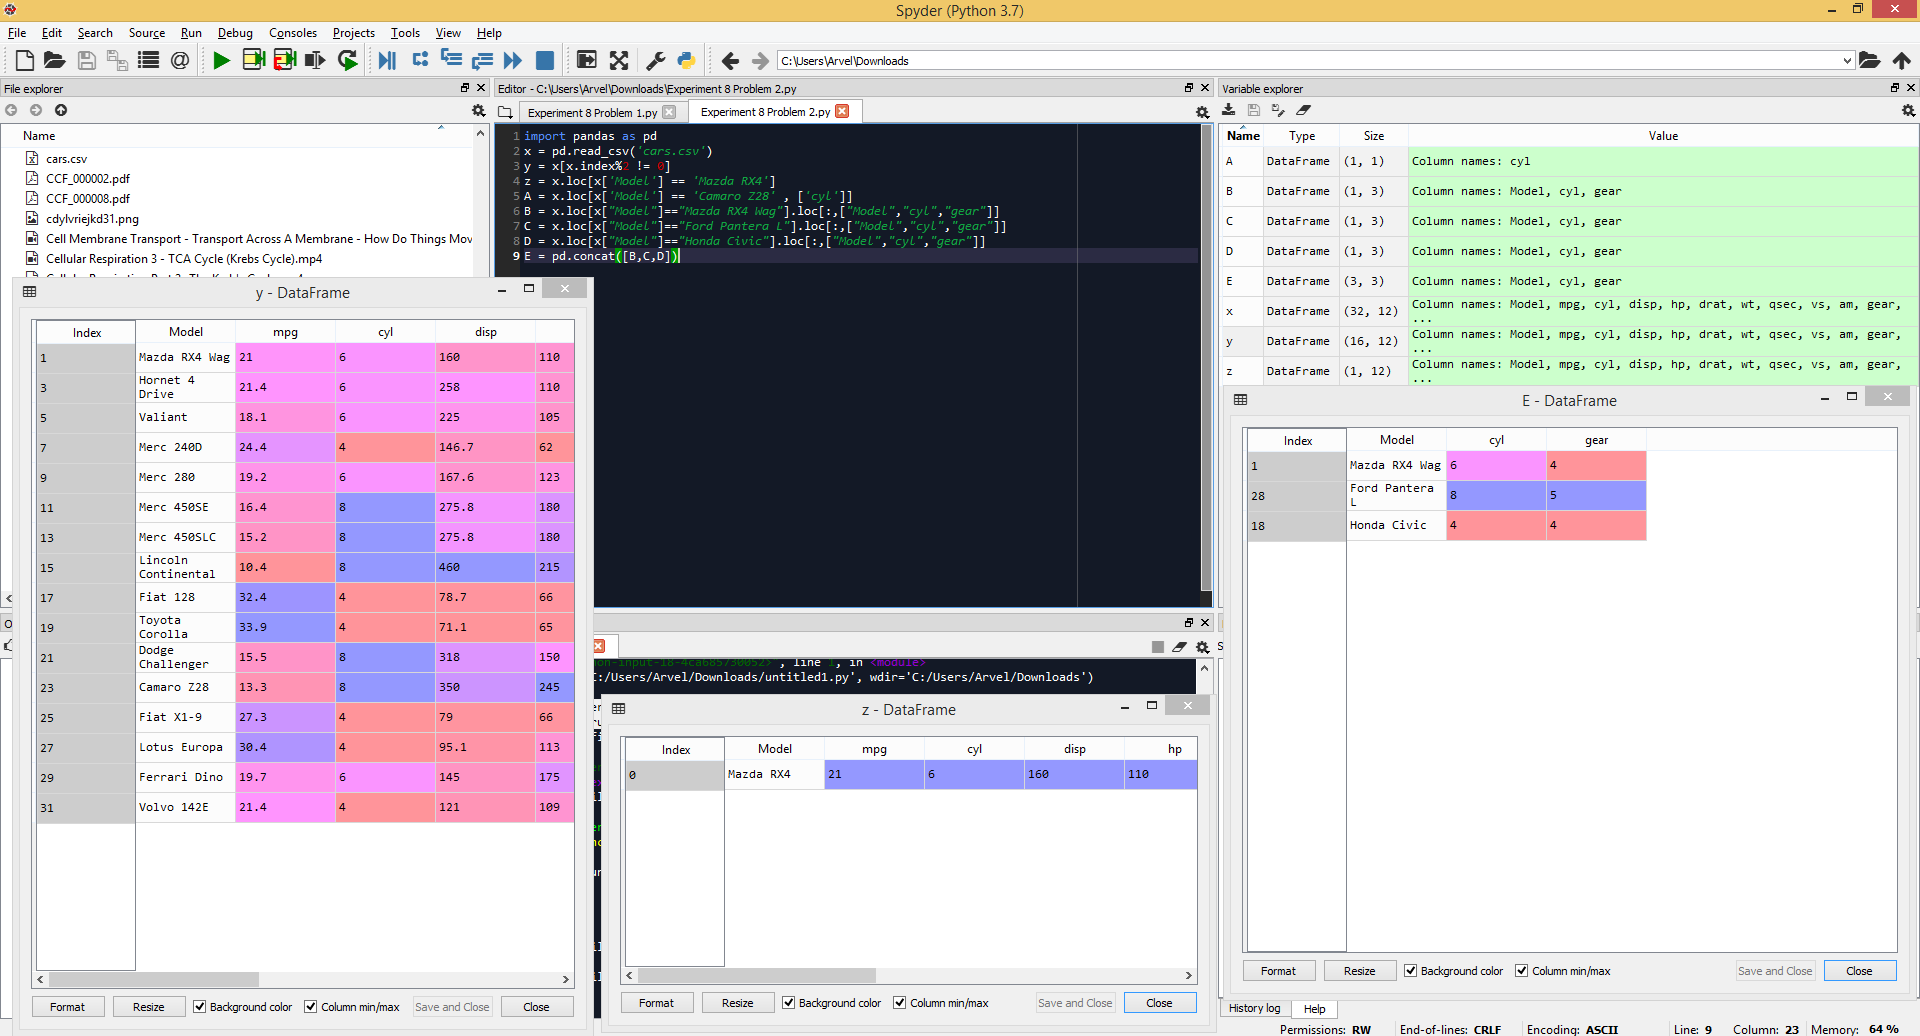 Spyder (Python 3.7)
File Edit Search Source Run Debug Consoles Projects Tools View Help
C:\Users\Arvel\Downloads
File explorer
Name
cars.csv
CCF_000002.pdf
CCF_000008.pdf
cdylvriejkd31.png
Cell Membrane Transport - Transport Across A Membrane - How Do Things Mov
Cellular Respiration 3 - TCA Cycle (Krebs Cycle).mp4
Editor - C:\Users\Arvel\Downloads\Experiment 8 Problem 2.py
Experiment 8 Problem 1.py Experiment 8 Problem 2.py
1 import pandas as pd
2 x = pd.read_csv('cars.csv')
3 y = x[x.index%2 != 0]
4 z = x.loc[x['Model'] == 'Mazda RX4']
5 A = x.loc[x['Model'] == 'Camaro Z28' , ['cyl']]
6 B = x.loc[x["Model"]=="Mazda RX4 Wag"].loc[:,["Model","cyl","gear"]]
7 C = x.loc[x["Model"]=="Ford Pantera L"].loc[:,["Model","cyl","gear"]]
8 D = x.loc[x["Model"]=="Honda Civic"].loc[:,["Model","cyl","gear"]]
9 E = pd.concat([B,C,D])
Variable explorer
Name Type Size Value
A DataFrame (1, 1) Column names: cyl
B DataFrame (1, 3) Column names: Model, cyl, gear
C DataFrame (1, 3) Column names: Model, cyl, gear
D DataFrame (1, 3) Column names: Model, cyl, gear
E DataFrame (3, 3) Column names: Model, cyl, gear
x DataFrame (32, 12) Column names: Model, mpg, cyl, disp, hp, drat, wt, qsec, vs, am, gear,
...
y DataFrame (16, 12) Column names: Model, mpg, cyl, disp, hp, drat, wt, qsec, vs, am, gear,
...
z DataFrame (1, 12) Column names: Model, mpg, cyl, disp, hp, drat, wt, qsec, vs, am, gear,
...
y - DataFrame
Index Model mpg cyl disp
1 Mazda RX4 Wag 21 6 160 110
3 Hornet 4 Drive 21.4 6 258 110
5 Valiant 18.1 6 225 105
7 Merc 240D 24.4 4 146.7 62
9 Merc 280 19.2 6 167.6 123
11 Merc 450SE 16.4 8 275.8 180
13 Merc 450SLC 15.2 8 275.8 180
15 Lincoln Continental 10.4 8 460 215
17 Fiat 128 32.4 4 78.7 66
19 Toyota Corolla 33.9 4 71.1 65
21 Dodge Challenger 15.5 8 318 150
23 Camaro Z28 13.3 8 350 245
25 Fiat X1-9 27.3 4 79 66
27 Lotus Europa 30.4 4 95.1 113
29 Ferrari Dino 19.7 6 145 175
31 Volvo 142E 21.4 4 121 109
Format Resize Background color Column min/max Save and Close Close
on-input-18-4ca685730052>", line 1, in <module>
C:/Users/Arvel/Downloads/untitled1.py', wdir='C:/Users/Arvel/Downloads')
z - DataFrame
Index Model mpg cyl disp hp
0 Mazda RX4 21 6 160 110
Format Resize Background color Column min/max Save and Close Close
E - DataFrame
Index Model cyl gear
1 Mazda RX4 Wag 6 4
28 Ford Pantera L 8 5
18 Honda Civic 4 4
Format Resize Background color Column min/max Save and Close Close
History log Help
Permissions: RW End-of-lines: CRLF Encoding: ASCII Line: 9 Column: 23 Memory: 64 %